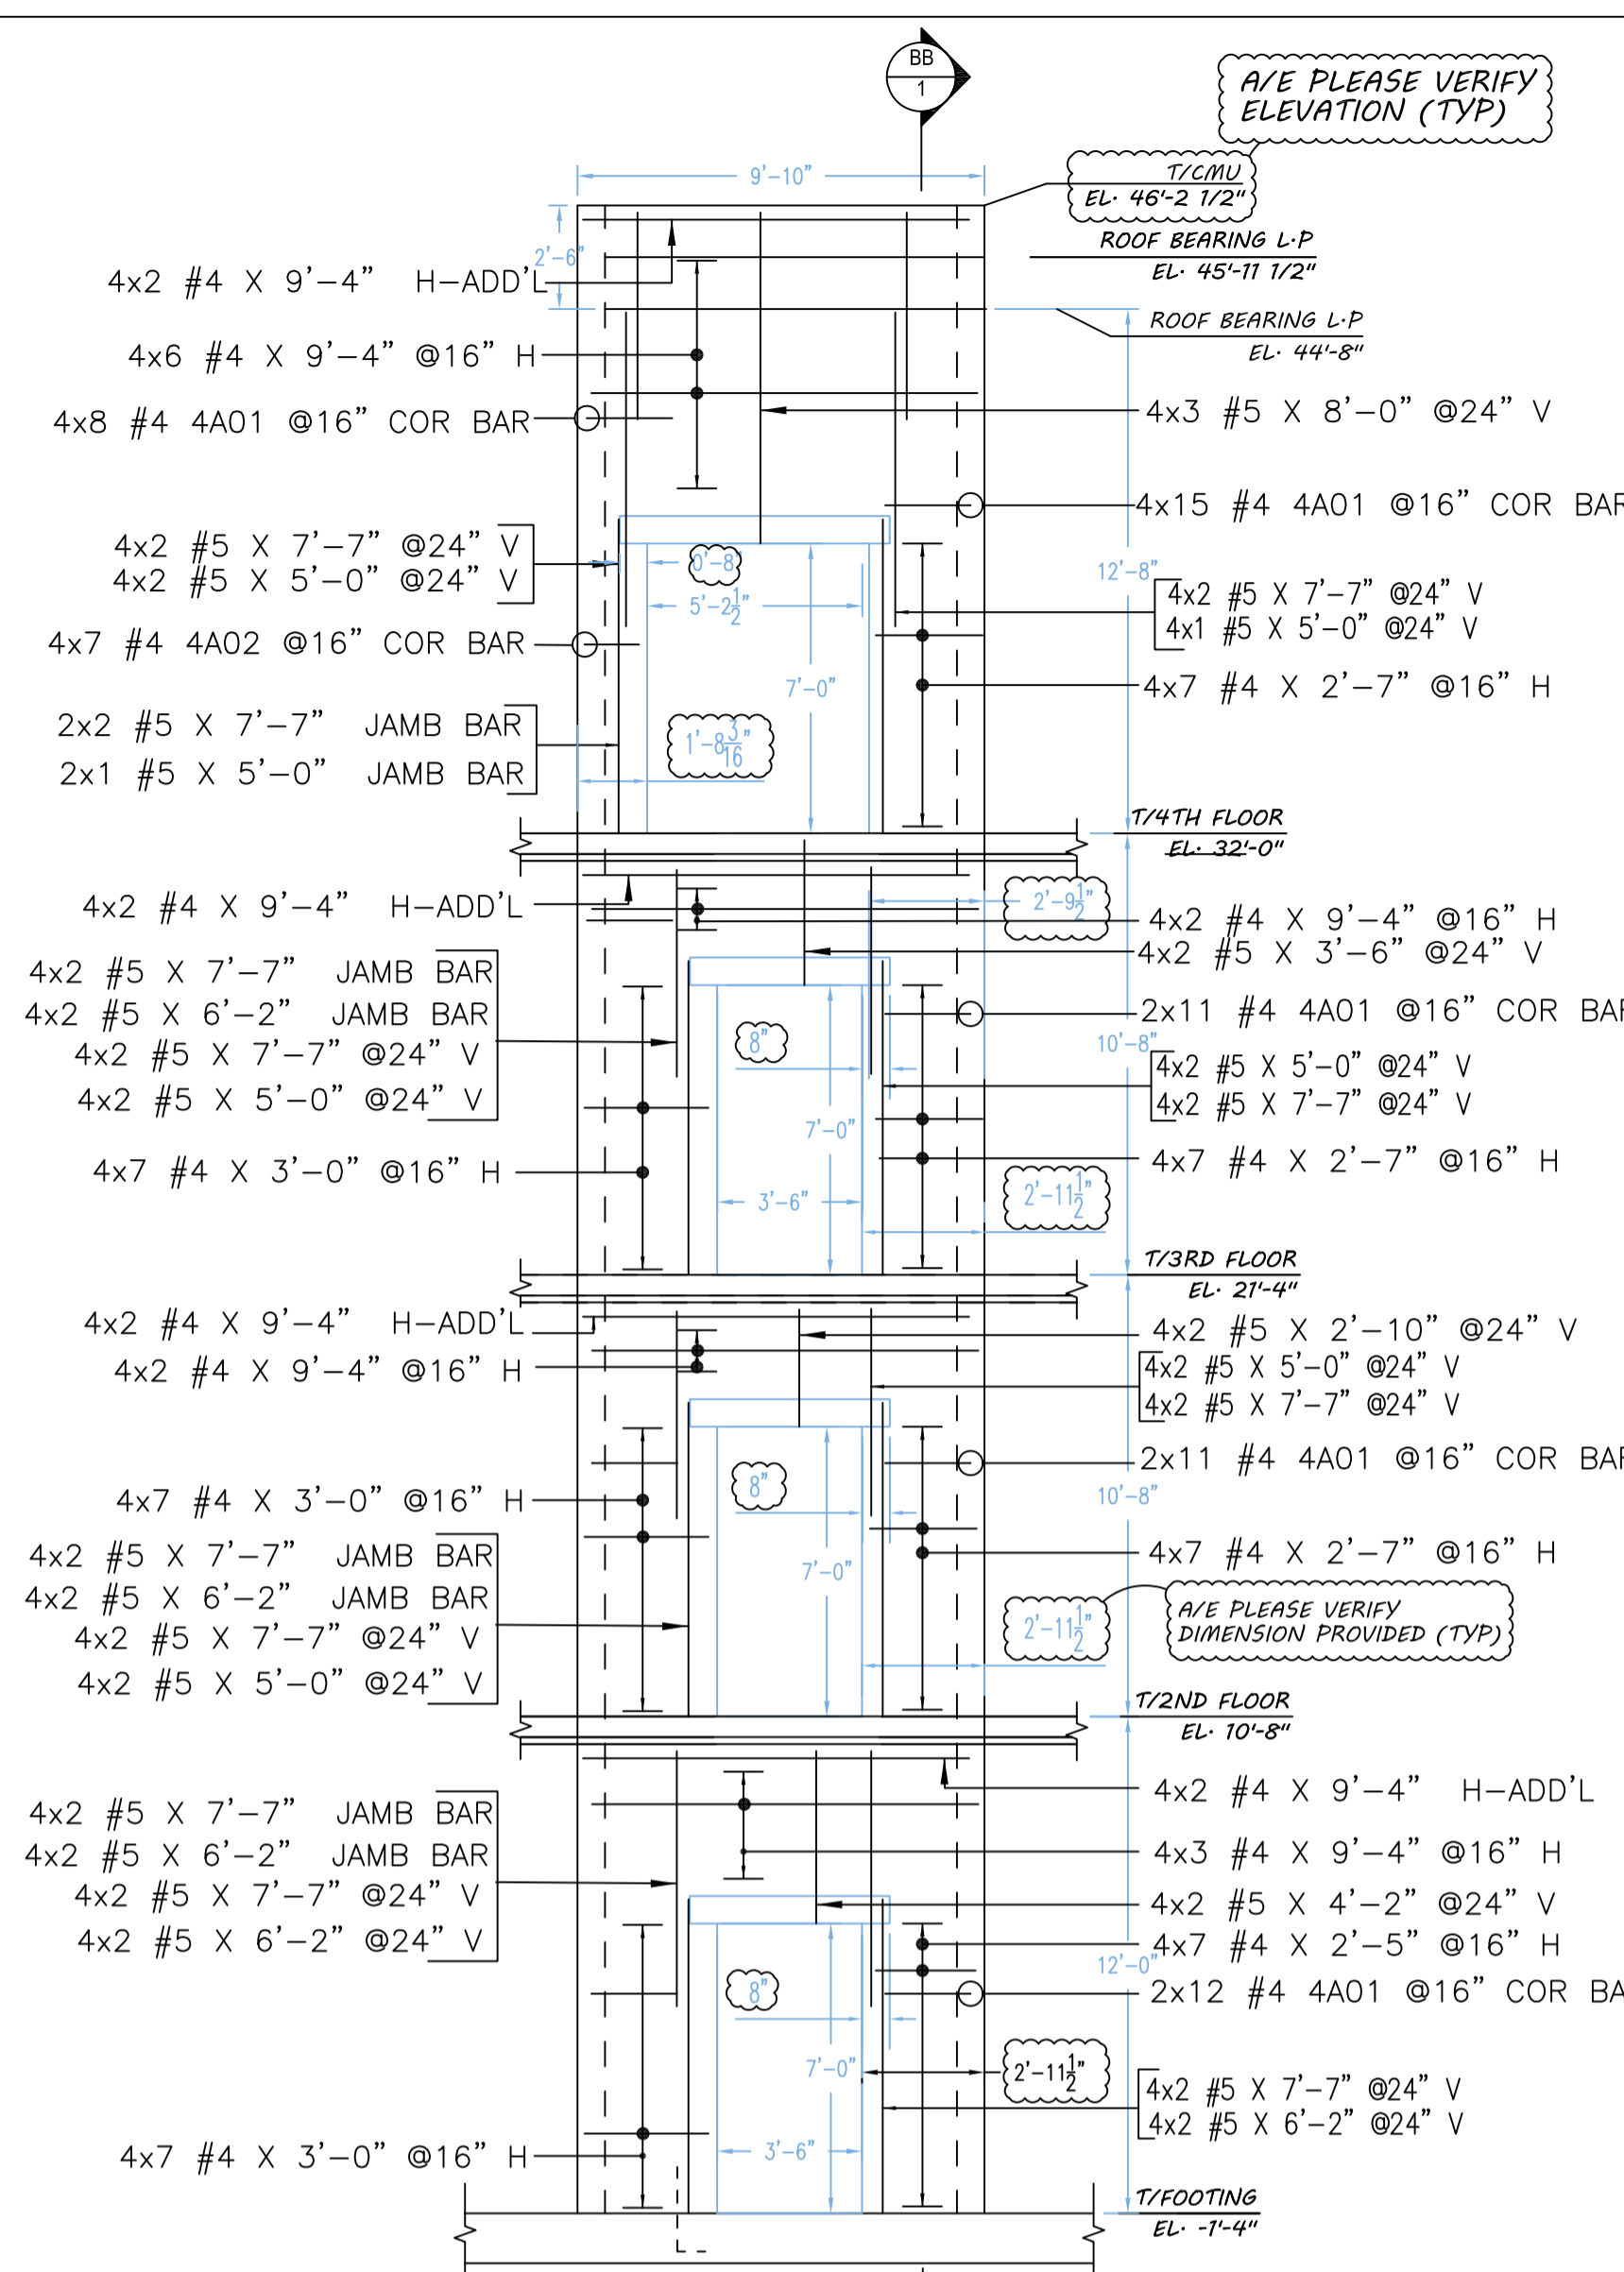 BB
1
A/E PLEASE VERIFY
ELEVATION (TYP)
T/CMU
EL. 46'-2 1/2"
9'-10"
ROOF BEARING L.P
EL. 45'-11 1/2"
2'-6"
4x2 #4 X 9'-4" H-ADD'L
ROOF BEARING L.P
EL. 44'-8"
4x6 #4 X 9'-4" @16" H
4x8 #4 4A01 @16" COR BAR
4x3 #5 X 8'-0" @24" V
4x15 #4 4A01 @16" COR BAR
4x2 #5 X 7'-7" @24" V
4x2 #5 X 5'-0" @24" V
0'-8"
5'-2 1/2"
12'-8"
4x2 #5 X 7'-7" @24" V
4x1 #5 X 5'-0" @24" V
4x7 #4 4A02 @16" COR BAR
7'-0"
4x7 #4 X 2'-7" @16" H
2x2 #5 X 7'-7" JAMB BAR
2x1 #5 X 5'-0" JAMB BAR
1'-8 3/16"
T/4TH FLOOR
EL. 32'-0"
4x2 #4 X 9'-4" H-ADD'L
2'-9 1/2"
4x2 #4 X 9'-4" @16" H
4x2 #5 X 3'-6" @24" V
4x2 #5 X 7'-7" JAMB BAR
4x2 #5 X 6'-2" JAMB BAR
4x2 #5 X 7'-7" @24" V
4x2 #5 X 5'-0" @24" V
2x11 #4 4A01 @16" COR BAR
8"
10'-8"
4x2 #5 X 5'-0" @24" V
4x2 #5 X 7'-7" @24" V
7'-0"
4x7 #4 X 3'-0" @16" H
4x7 #4 X 2'-7" @16" H
3'-6"
2'-11 1/2"
T/3RD FLOOR
EL. 21'-4"
4x2 #4 X 9'-4" H-ADD'L
4x2 #4 X 9'-4" @16" H
4x2 #5 X 2'-10" @24" V
4x2 #5 X 5'-0" @24" V
4x2 #5 X 7'-7" @24" V
2x11 #4 4A01 @16" COR BAR
8"
10'-8"
4x7 #4 X 3'-0" @16" H
4x2 #5 X 7'-7" JAMB BAR
4x2 #5 X 6'-2" JAMB BAR
4x2 #5 X 7'-7" @24" V
4x2 #5 X 5'-0" @24" V
7'-0"
4x7 #4 X 2'-7" @16" H
2'-11 1/2"
A/E PLEASE VERIFY
DIMENSION PROVIDED (TYP)
T/2ND FLOOR
EL. 10'-8"
4x2 #4 X 9'-4" H-ADD'L
4x2 #5 X 7'-7" JAMB BAR
4x2 #5 X 6'-2" JAMB BAR
4x2 #5 X 7'-7" @24" V
4x2 #5 X 6'-2" @24" V
4x3 #4 X 9'-4" @16" H
4x2 #5 X 4'-2" @24" V
4x7 #4 X 2'-5" @16" H
12'-0"
8"
2x12 #4 4A01 @16" COR BA
7'-0"
2'-11 1/2"
4x2 #5 X 7'-7" @24" V
4x2 #5 X 6'-2" @24" V
3'-6"
4x7 #4 X 3'-0" @16" H
T/FOOTING
EL. -1'-4"